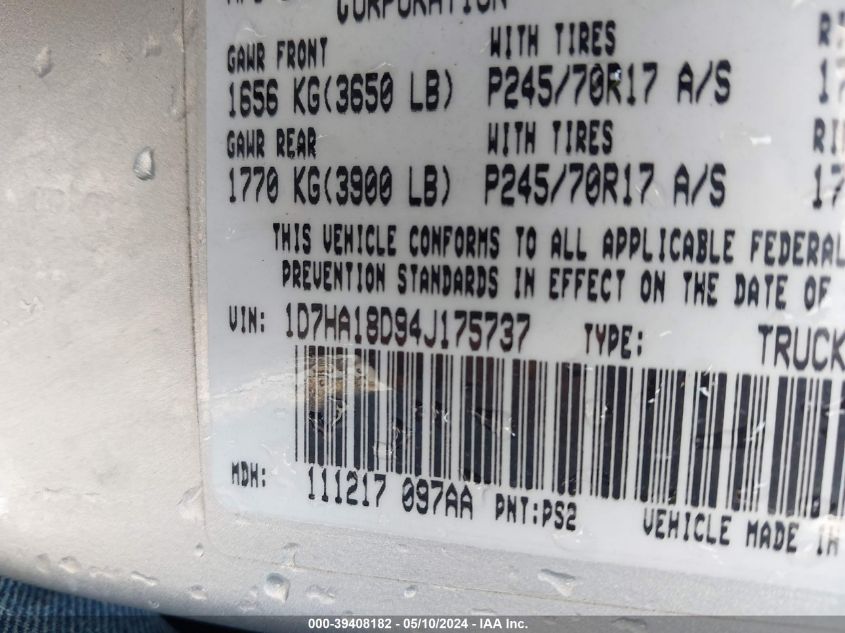 CORPORATION
GAWR FRONT WITH TIRES
1656 KG(3650 LB) P245/70R17 A/S 17
GAWR REAR WITH TIRES
1770 KG(3900 LB) P245/70R17 A/S 17
THIS VEHICLE CONFORMS TO ALL APPLICABLE FEDERAL
PREVENTION STANDARDS IN EFFECT ON THE DATE OF
VIN: 1D7HA18D94J175737 TYPE: TRUCK
MDH: 111217 097AA PNT:PS2 VEHICLE MADE IN
000-39408182 - 05/10/2024 - IAA Inc.